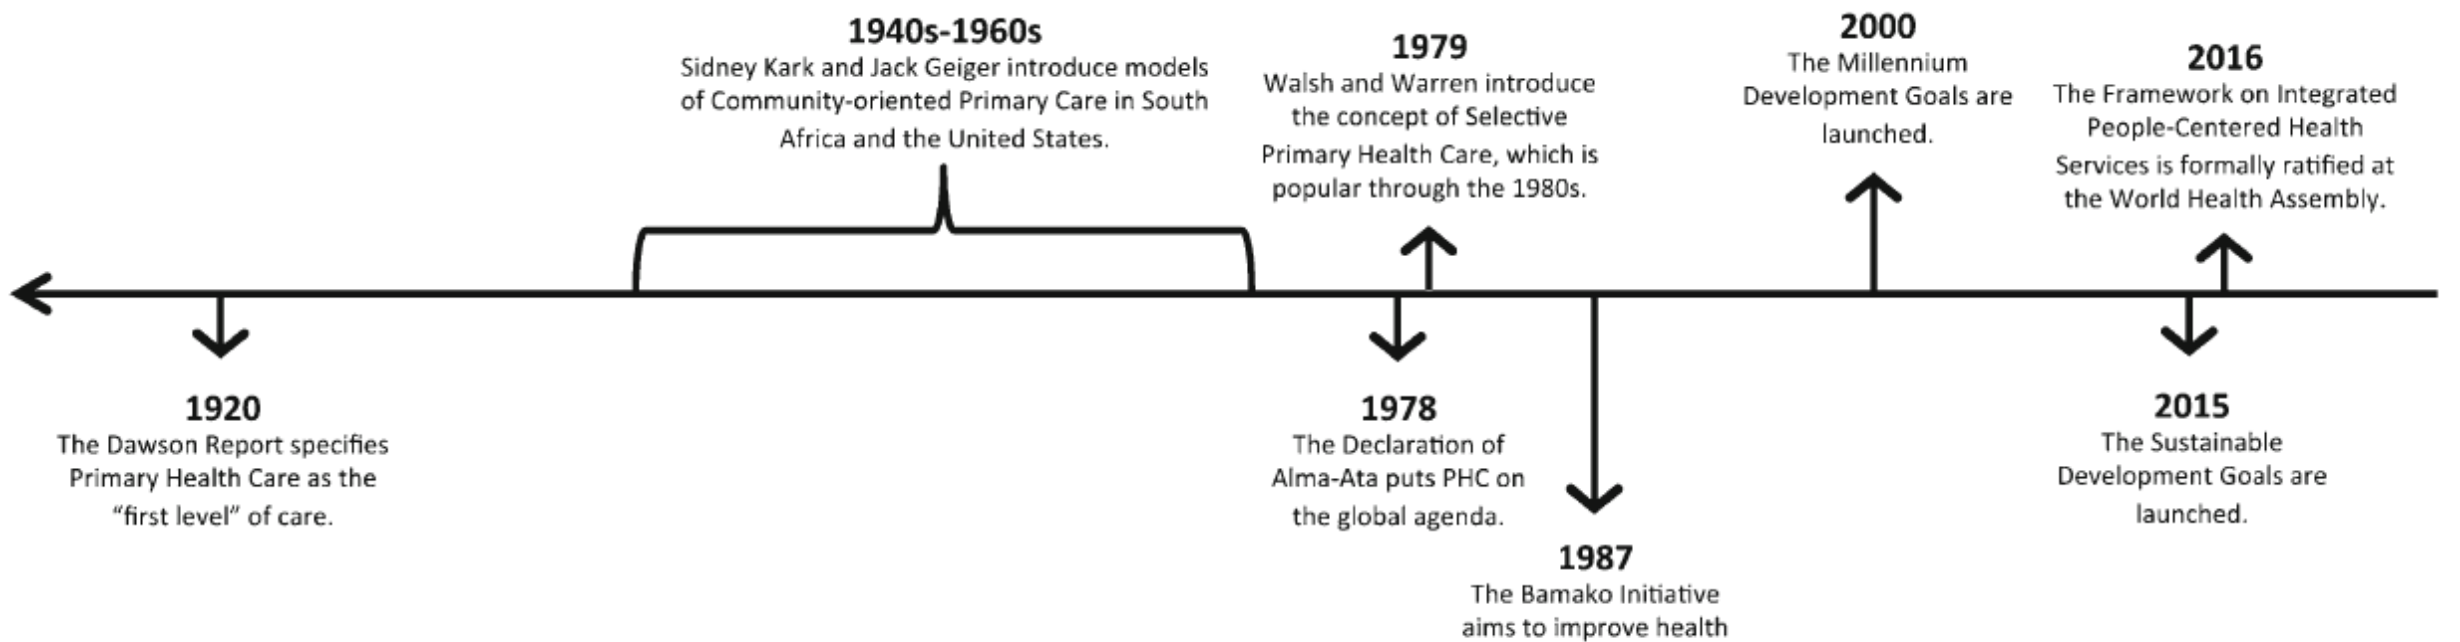 1940s-1960s
Sidney Kark and Jack Geiger introduce models
of Community-oriented Primary Care in South
Africa and the United States.
1979
Walsh and Warren introduce
the concept of Selective
Primary Health Care, which is
popular through the 1980s.
2000
The Millennium
Development Goals are
launched.
2016
The Framework on Integrated
People-Centered Health
Services is formally ratified at
the World Health Assembly.
1920
The Dawson Report specifies
Primary Health Care as the
“first level” of care.
1978
The Declaration of
Alma-Ata puts PHC on
the global agenda.
1987
The Bamako Initiative
aims to improve health
2015
The Sustainable
Development Goals are
launched.